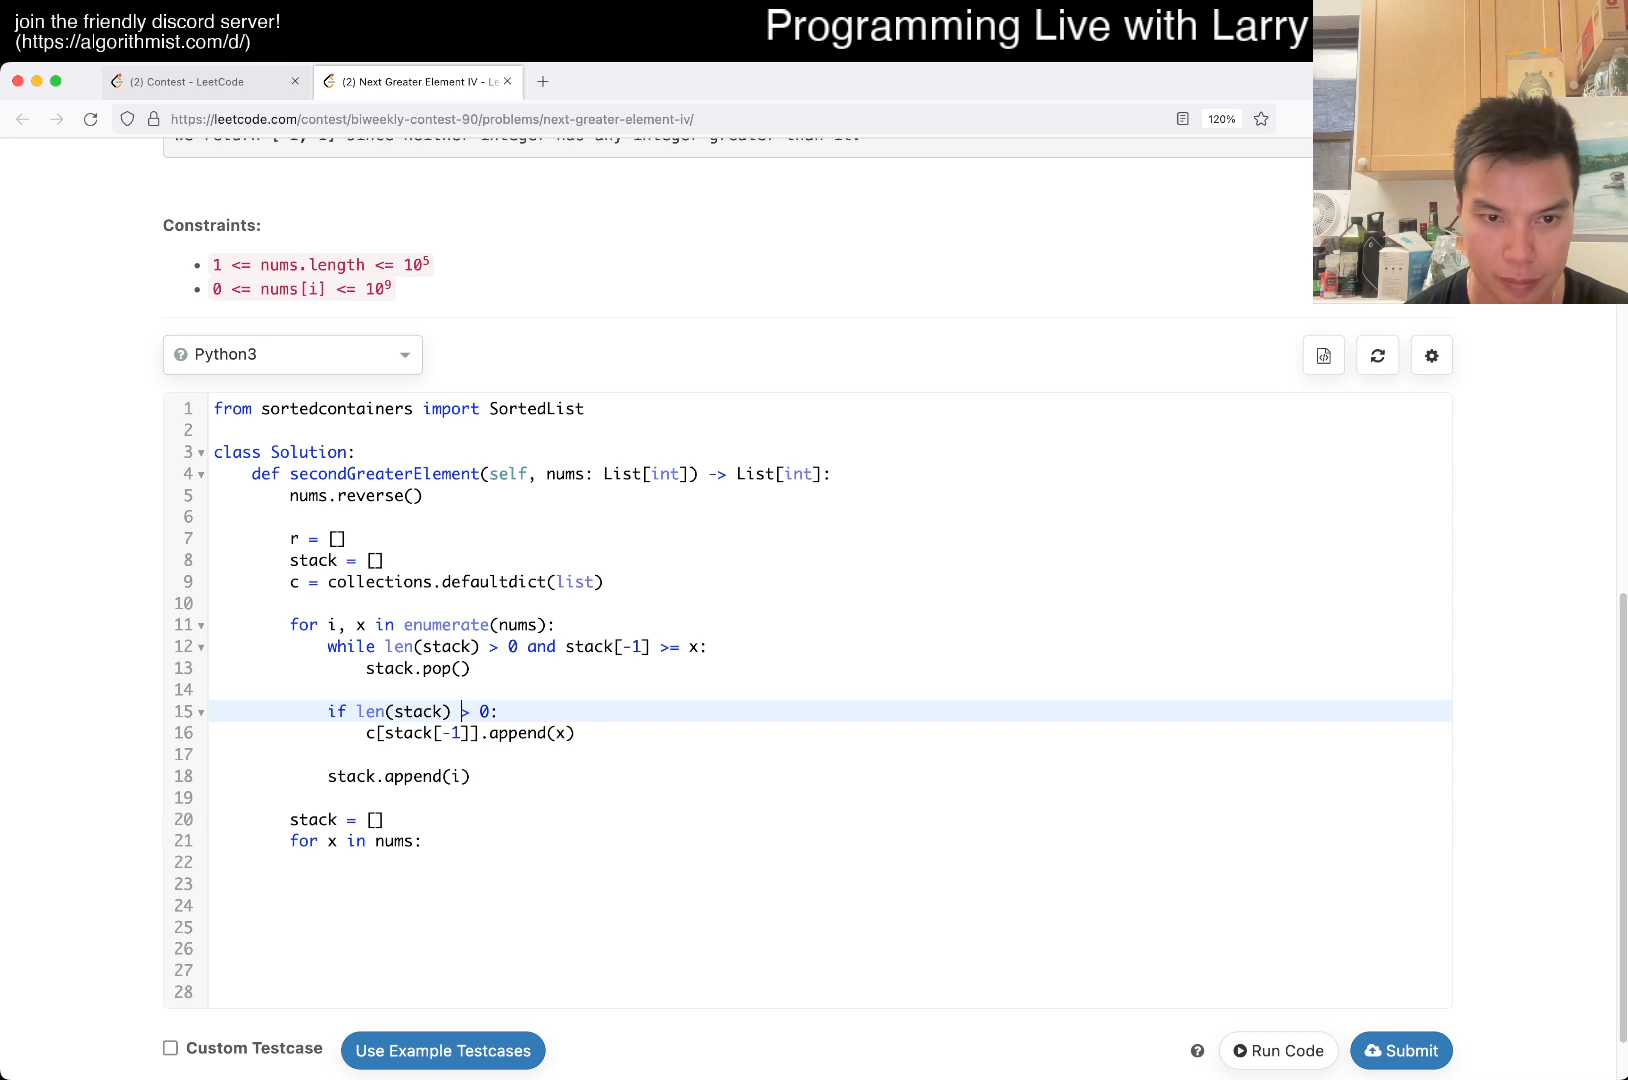 join the friendly discord server!
(https://algorithmist.com/d/)
Programming Live with Larry
(2) Contest - LeetCode
(2) Next Greater Element IV - Le
https://leetcode.com/contest/biweekly-contest-90/problems/next-greater-element-iv/
120%
Constraints:
1 <= nums.length <= 10⁵
0 <= nums[i] <= 10⁹
Python3
1 from sortedcontainers import SortedList
2
3 class Solution:
4     def secondGreaterElement(self, nums: List[int]) -> List[int]:
5         nums.reverse()
6
7         r = []
8         stack = []
9         c = collections.defaultdict(list)
10
11         for i, x in enumerate(nums):
12             while len(stack) > 0 and stack[-1] >= x:
13                 stack.pop()
14
15             if len(stack) > 0:
16                 c[stack[-1]].append(x)
17
18             stack.append(i)
19
20         stack = []
21         for x in nums:
22
23
24
25
26
27
28
Custom Testcase
Use Example Testcases
Run Code
Submit